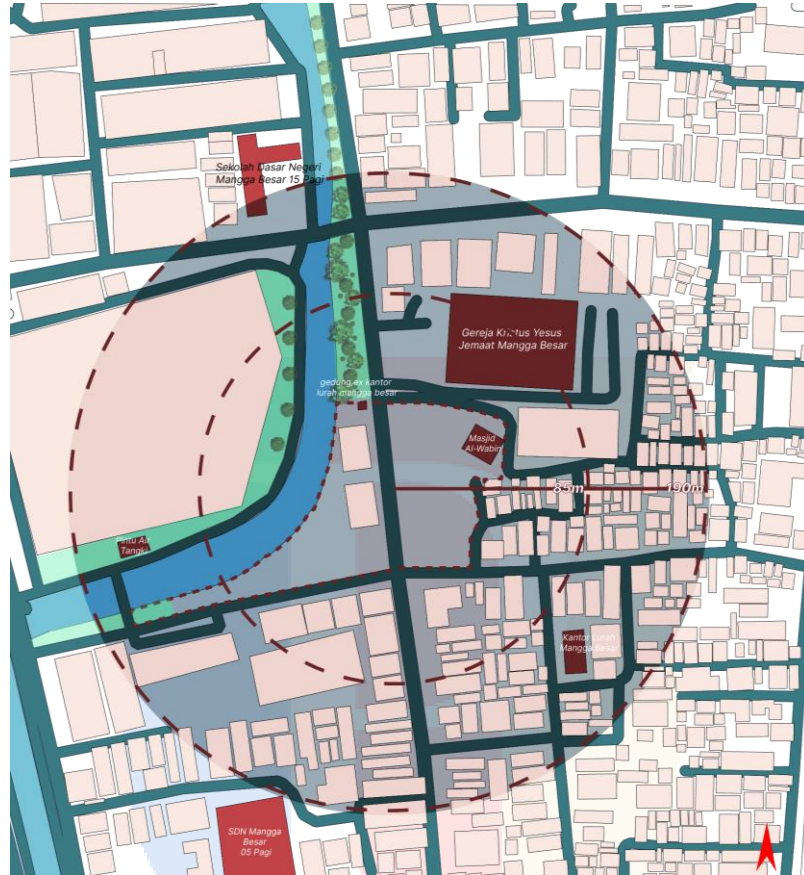 Sekolah Dasar Negeri
Mangga Besar 15 Pagi
Gereja Kristus Yesus
Jemaat Mangga Besar
gedung ex kantor
lurah mangga besar
Masjid
Al-Wabin
85m
190m
Pintu Air
Tangki
Kantor Lurah
Mangga Besar
SDN Mangga
Besar
05 Pagi